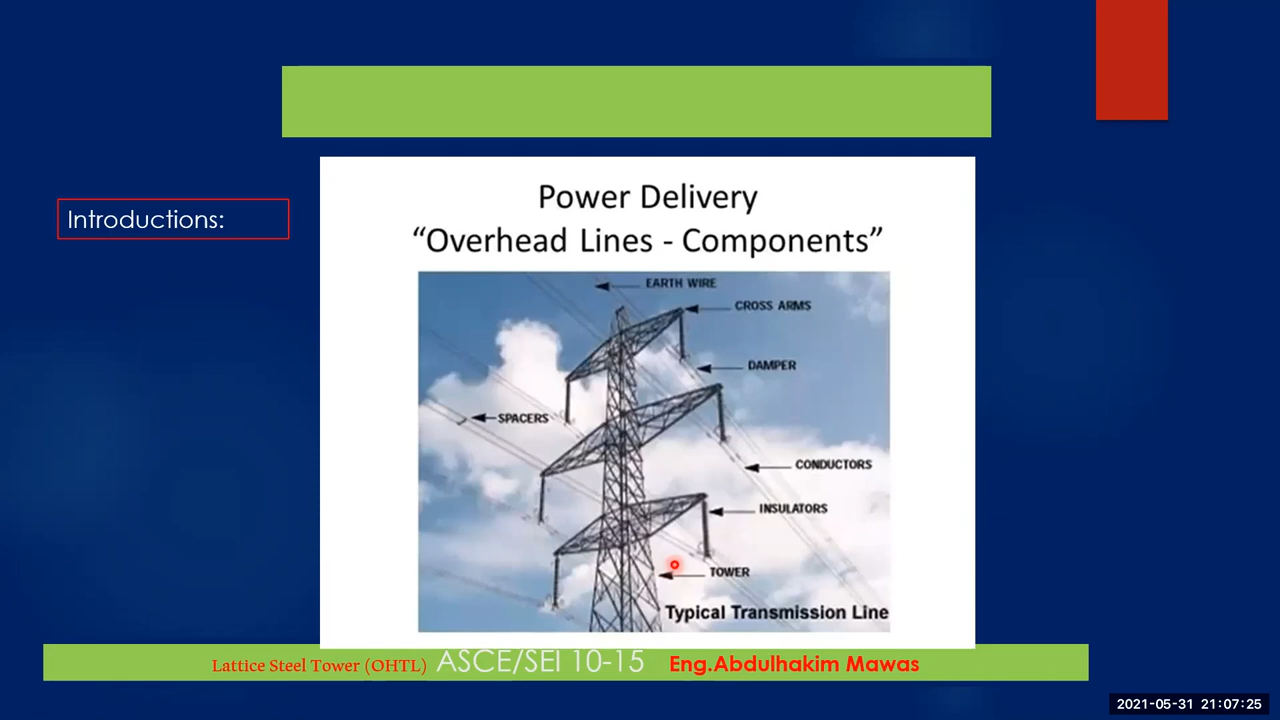 Introductions:
Power Delivery
“Overhead Lines - Components”
EARTH WIRE
CROSS ARMS
DAMPER
SPACERS
CONDUCTORS
INSULATORS
TOWER
Typical Transmission Line
Lattice Steel Tower (OHTL) ASCE/SEI 10-15 Eng.Abdulhakim Mawas
2021-05-31 21:07:25